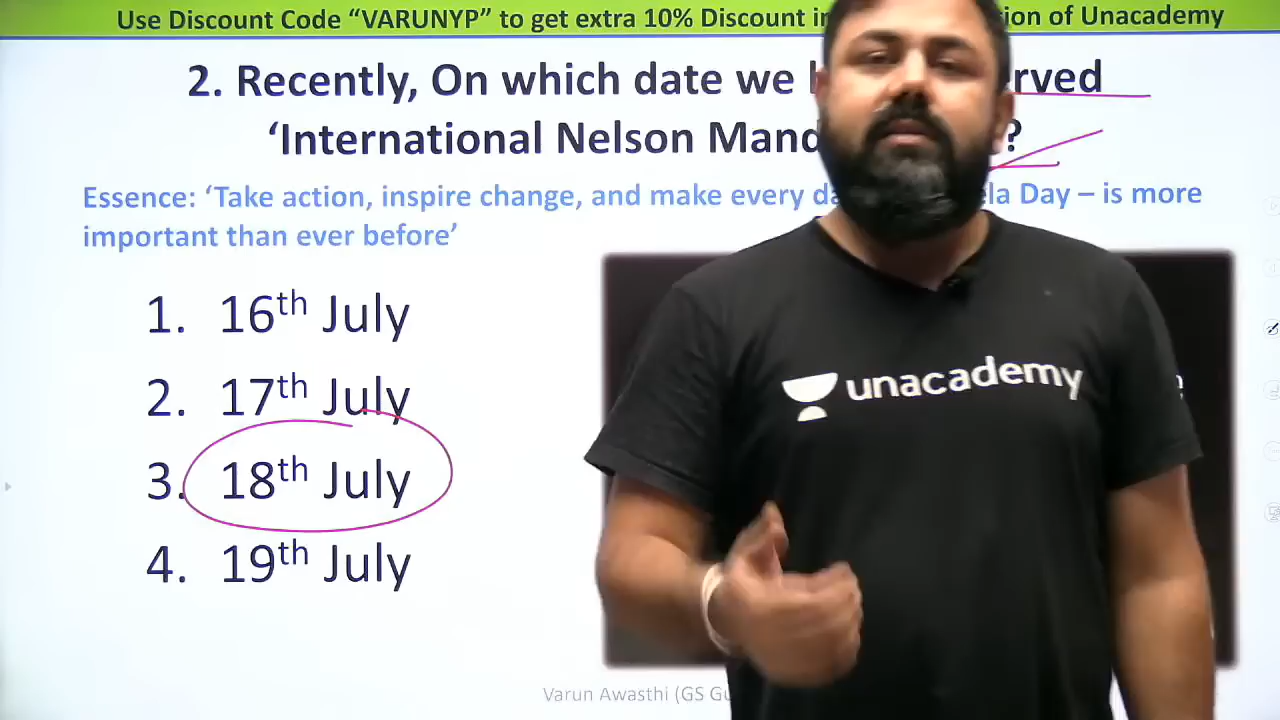 Use Discount Code “VARUNYP” to get extra 10% Discount in ion of Unacademy
2. Recently, On which date we rved
‘International Nelson Mand ?
Essence: ‘Take action, inspire change, and make every da ela Day – is more
important than ever before’
1. 16th July
2. 17th July
3. 18th July
4. 19th July
unacademy
Varun Awasthi (GS Gu